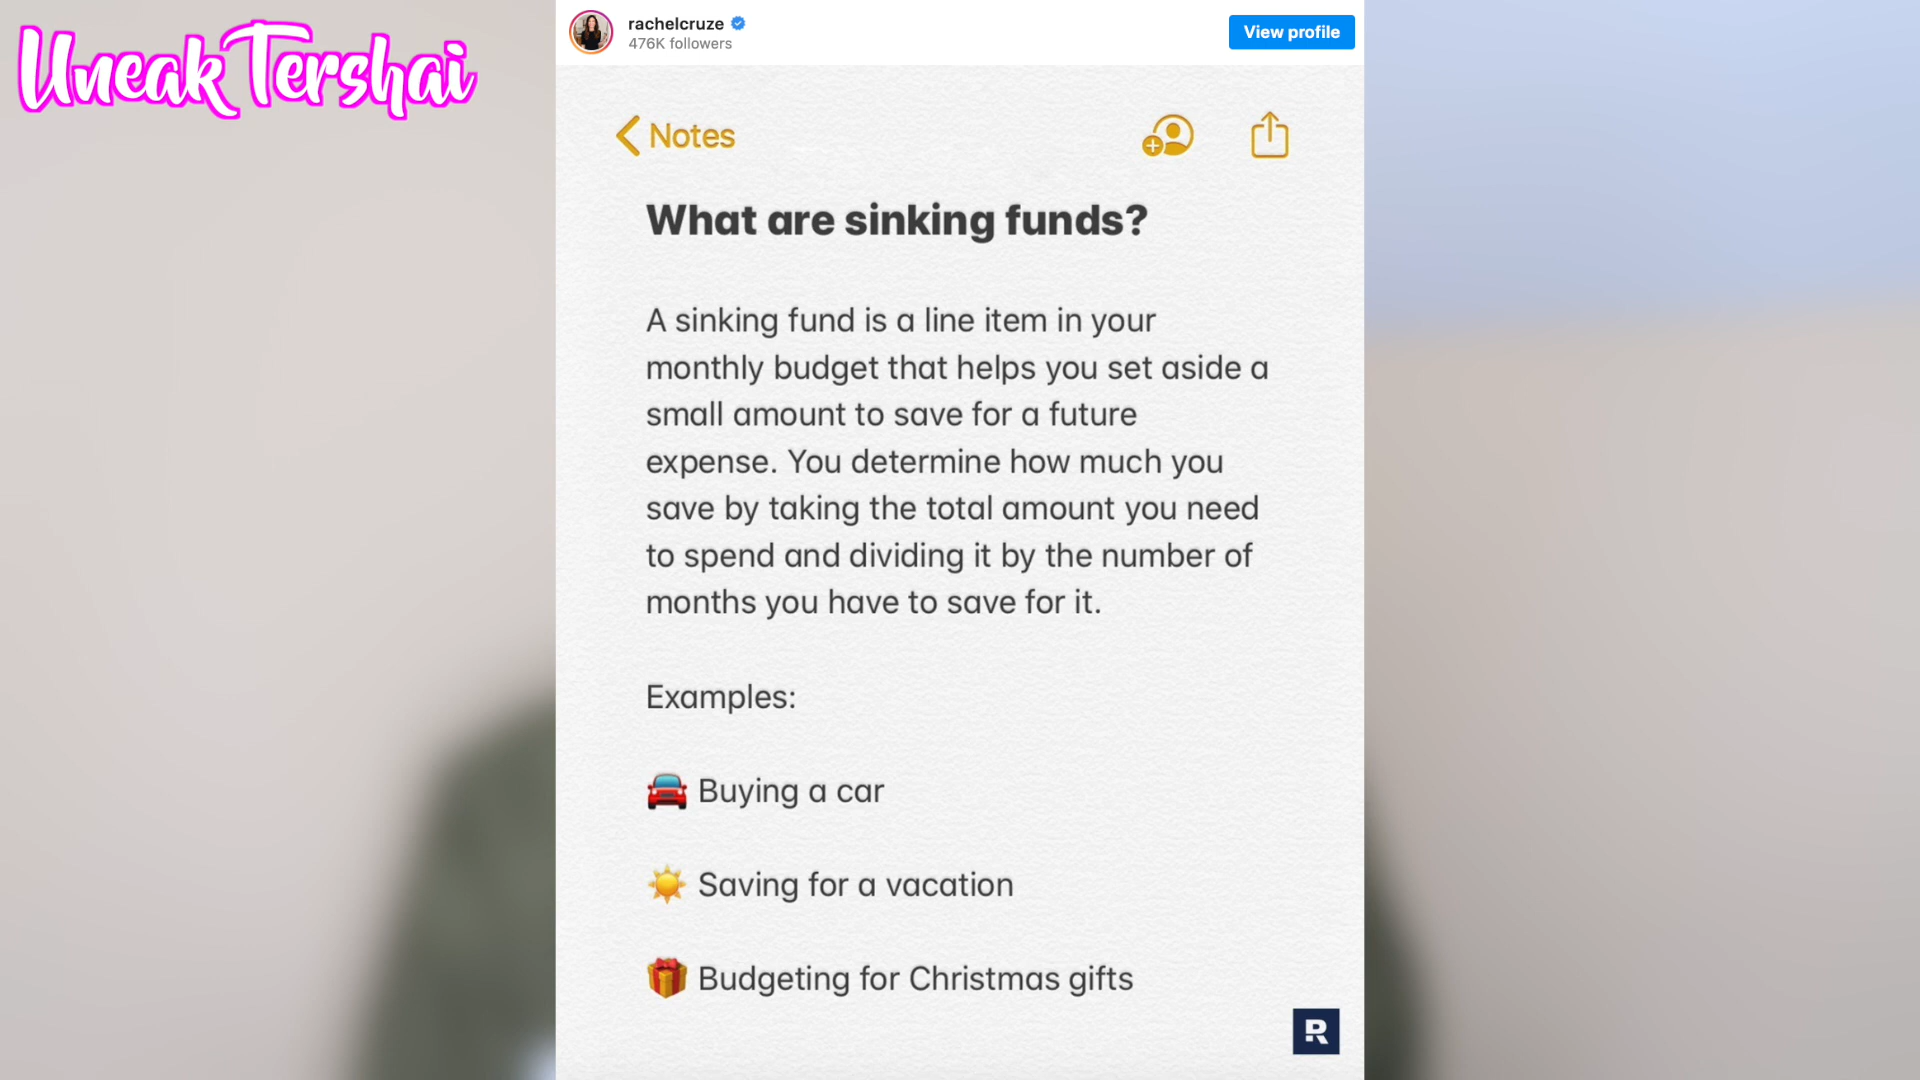 Uneak Tershai
rachelcruze
476K followers
View profile
Notes
What are sinking funds?
A sinking fund is a line item in your
monthly budget that helps you set aside a
small amount to save for a future
expense. You determine how much you
save by taking the total amount you need
to spend and dividing it by the number of
months you have to save for it.
Examples:
🚘 Buying a car
☀️ Saving for a vacation
🎁 Budgeting for Christmas gifts
R